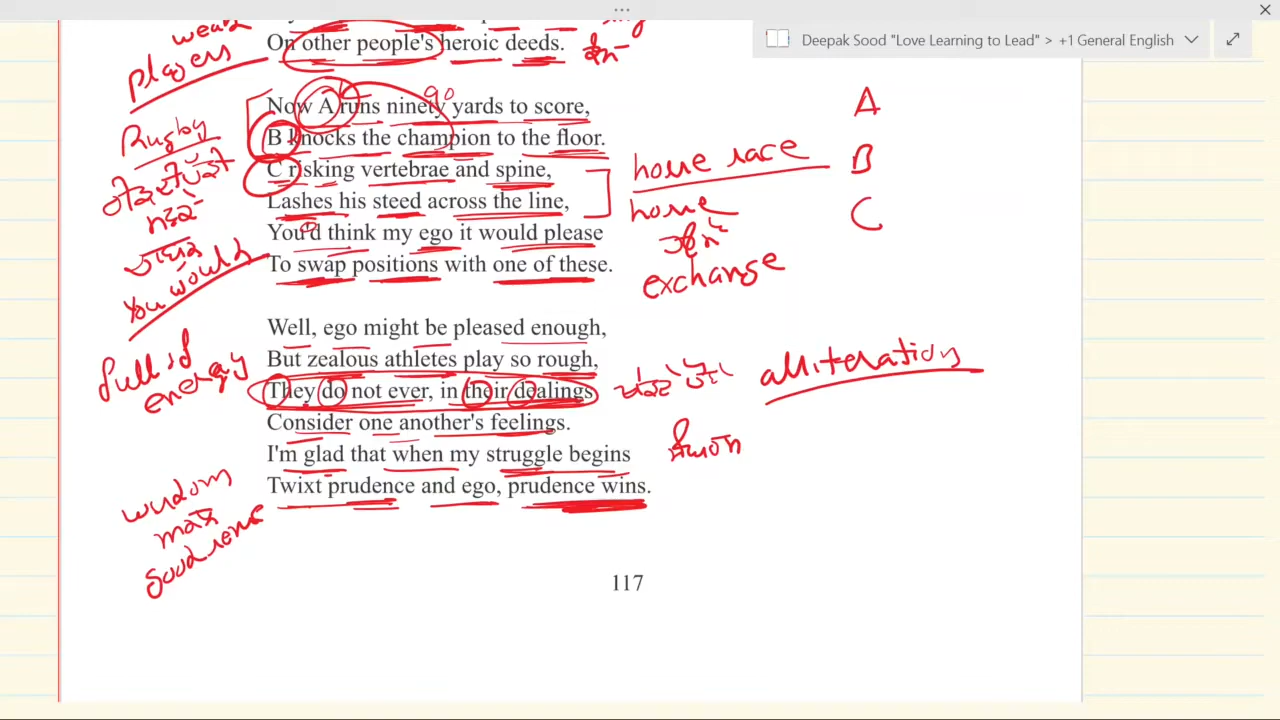 Deepak Sood "Love Learning to Lead" > +1 General English
weak
players
On other people's heroic deeds.
Now A runs ninety yards to score,
90
B knocks the champion to the floor.
C risking vertebrae and spine,
Lashes his steed across the line,
You'd think my ego it would please
To swap positions with one of these.
Rugby
You would
horse race
horse
exchange
A
B
C
Well, ego might be pleased enough,
But zealous athletes play so rough,
They do not ever, in their dealings
Consider one another's feelings.
I'm glad that when my struggle begins
Twixt prudence and ego, prudence wins.
full of
energy
alliteration
wisdom
good sense
117